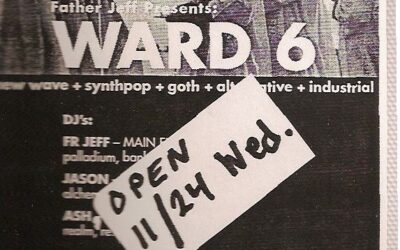 Father Jeff Presents:
WARD 6
new wave + synthpop + goth + alternative + industrial
DJ's:
FR JEFF – MAIN
palladium,
JASON
ASH
OPEN
11/24 Wed.